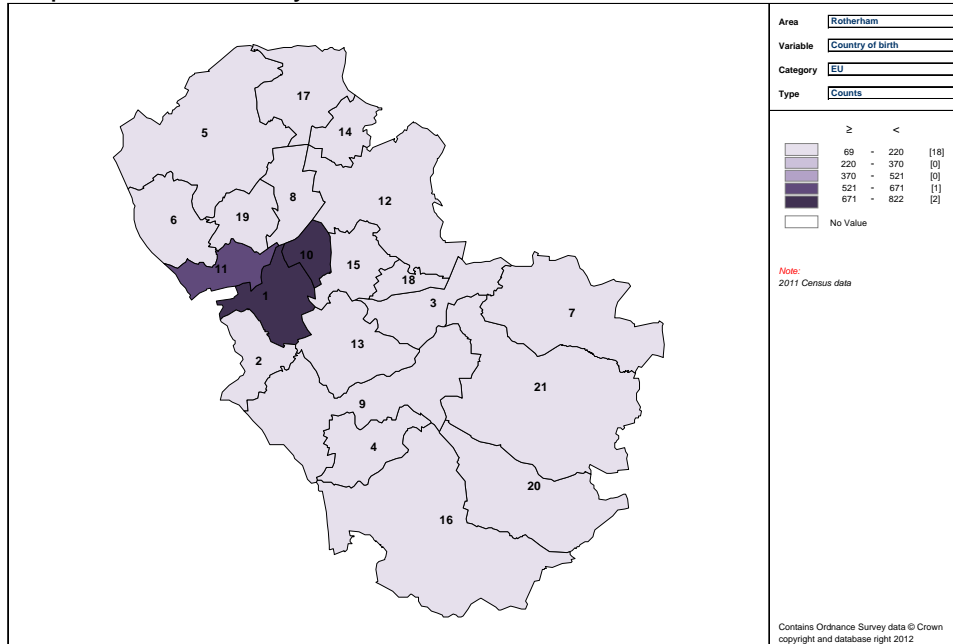 Area Rotherham
Variable Country of birth
Category EU
Type Counts
≥ <
69 - 220 [18]
220 - 370 [0]
370 - 521 [0]
521 - 671 [1]
671 - 822 [2]
No Value
Note:
2011 Census data
17
5
14
8
12
6
19
10
11
15
18
1
3
7
13
2
21
9
4
20
16
Contains Ordnance Survey data © Crown
copyright and database right 2012